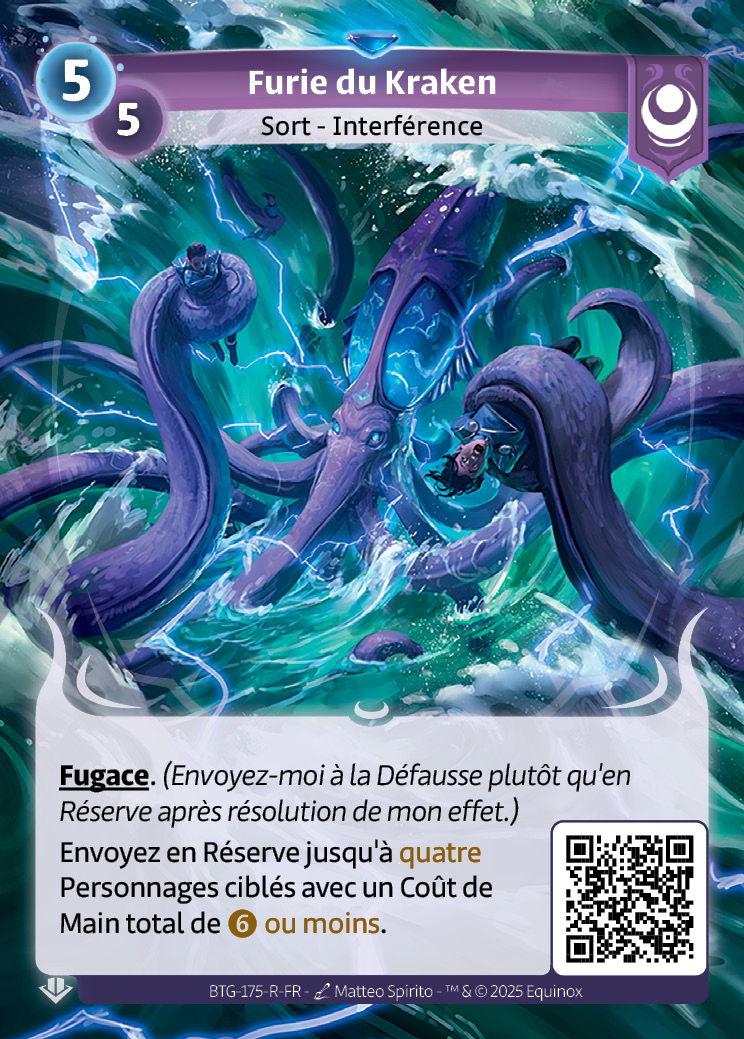 5
5
Furie du Kraken
Sort - Interférence
Fugace. (Envoyez-moi à la Défausse plutôt qu'en
Réserve après résolution de mon effet.)
Envoyez en Réserve jusqu'à quatre
Personnages ciblés avec un Coût de
Main total de 6 ou moins.
BTG-175-R-FR - Matteo Spirito - ™ & © 2025 Equinox